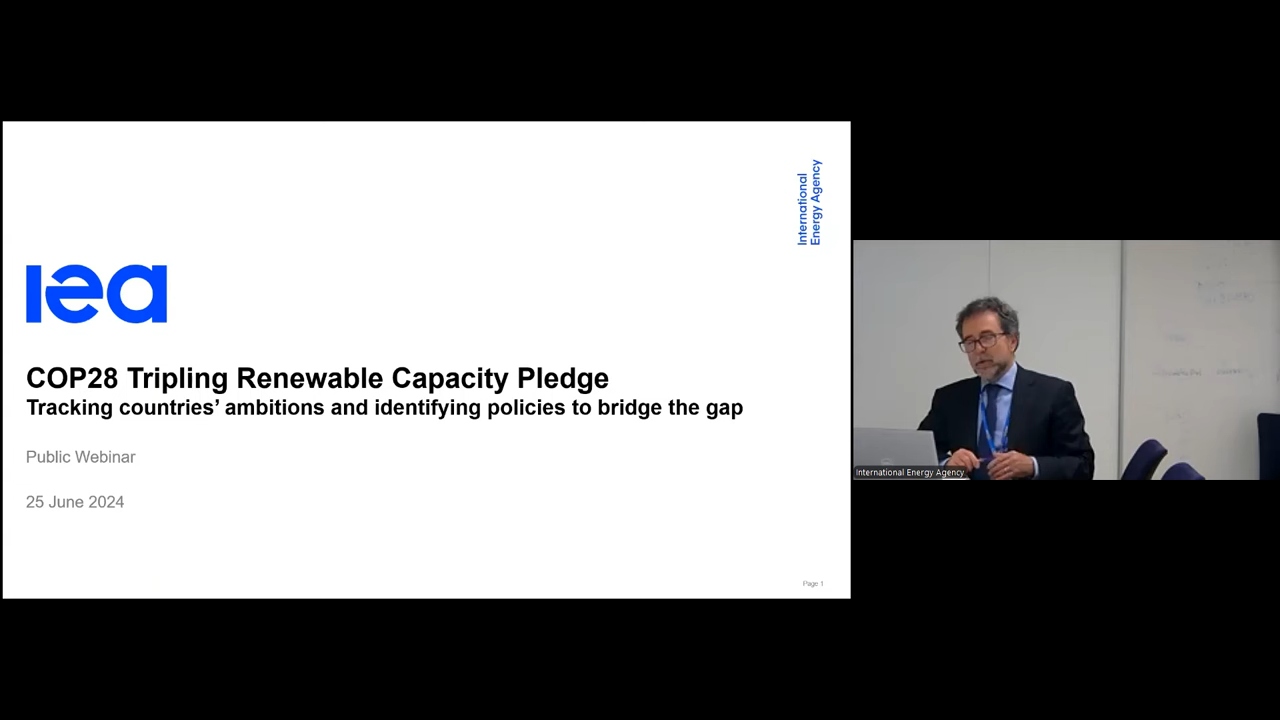 International
Energy Agency
iea
COP28 Tripling Renewable Capacity Pledge
Tracking countries’ ambitions and identifying policies to bridge the gap
Public Webinar
25 June 2024
Page 1
International Energy Agency